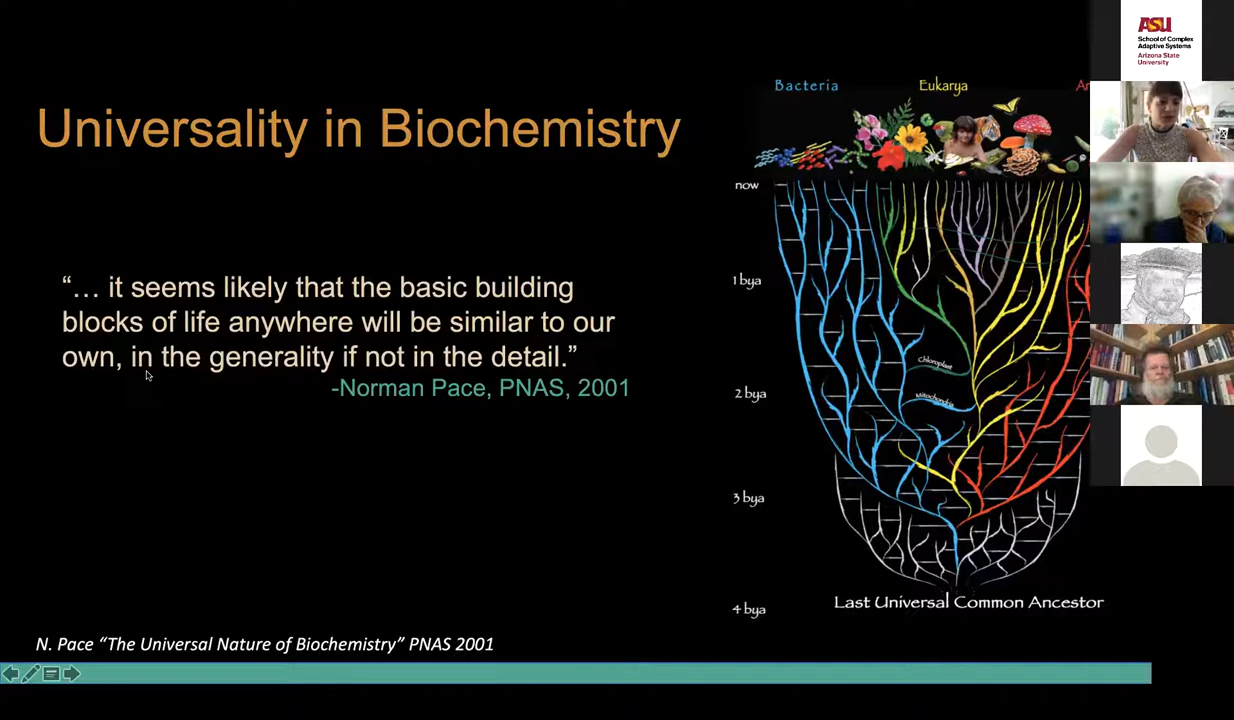 Universality in Biochemistry
“… it seems likely that the basic building
blocks of life anywhere will be similar to our
own, in the generality if not in the detail.”
-Norman Pace, PNAS, 2001
N. Pace “The Universal Nature of Biochemistry” PNAS 2001
Bacteria
Eukarya
Ar
now
1 bya
Chloroplast
2 bya
Mitochondria
3 bya
Last Universal Common Ancestor
4 bya
ASU
School of Complex
Adaptive Systems
Arizona State
University